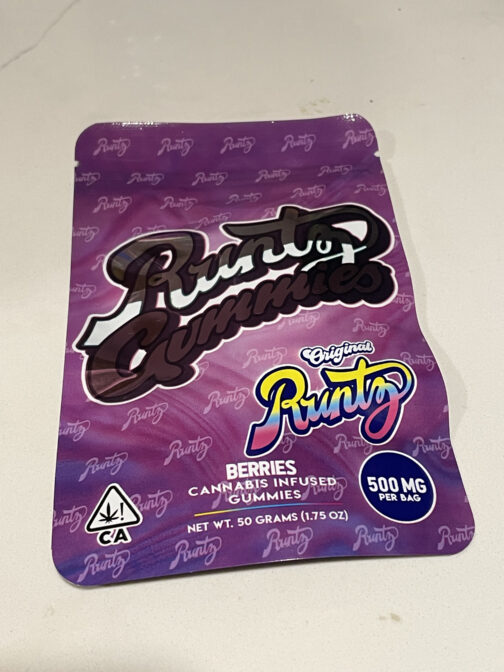 Runtz
Gummies
Original
Runtz
BERRIES
CANNABIS INFUSED
GUMMIES
NET WT. 50 GRAMS (1.75 OZ)
500 MG
PER BAG
!
CA